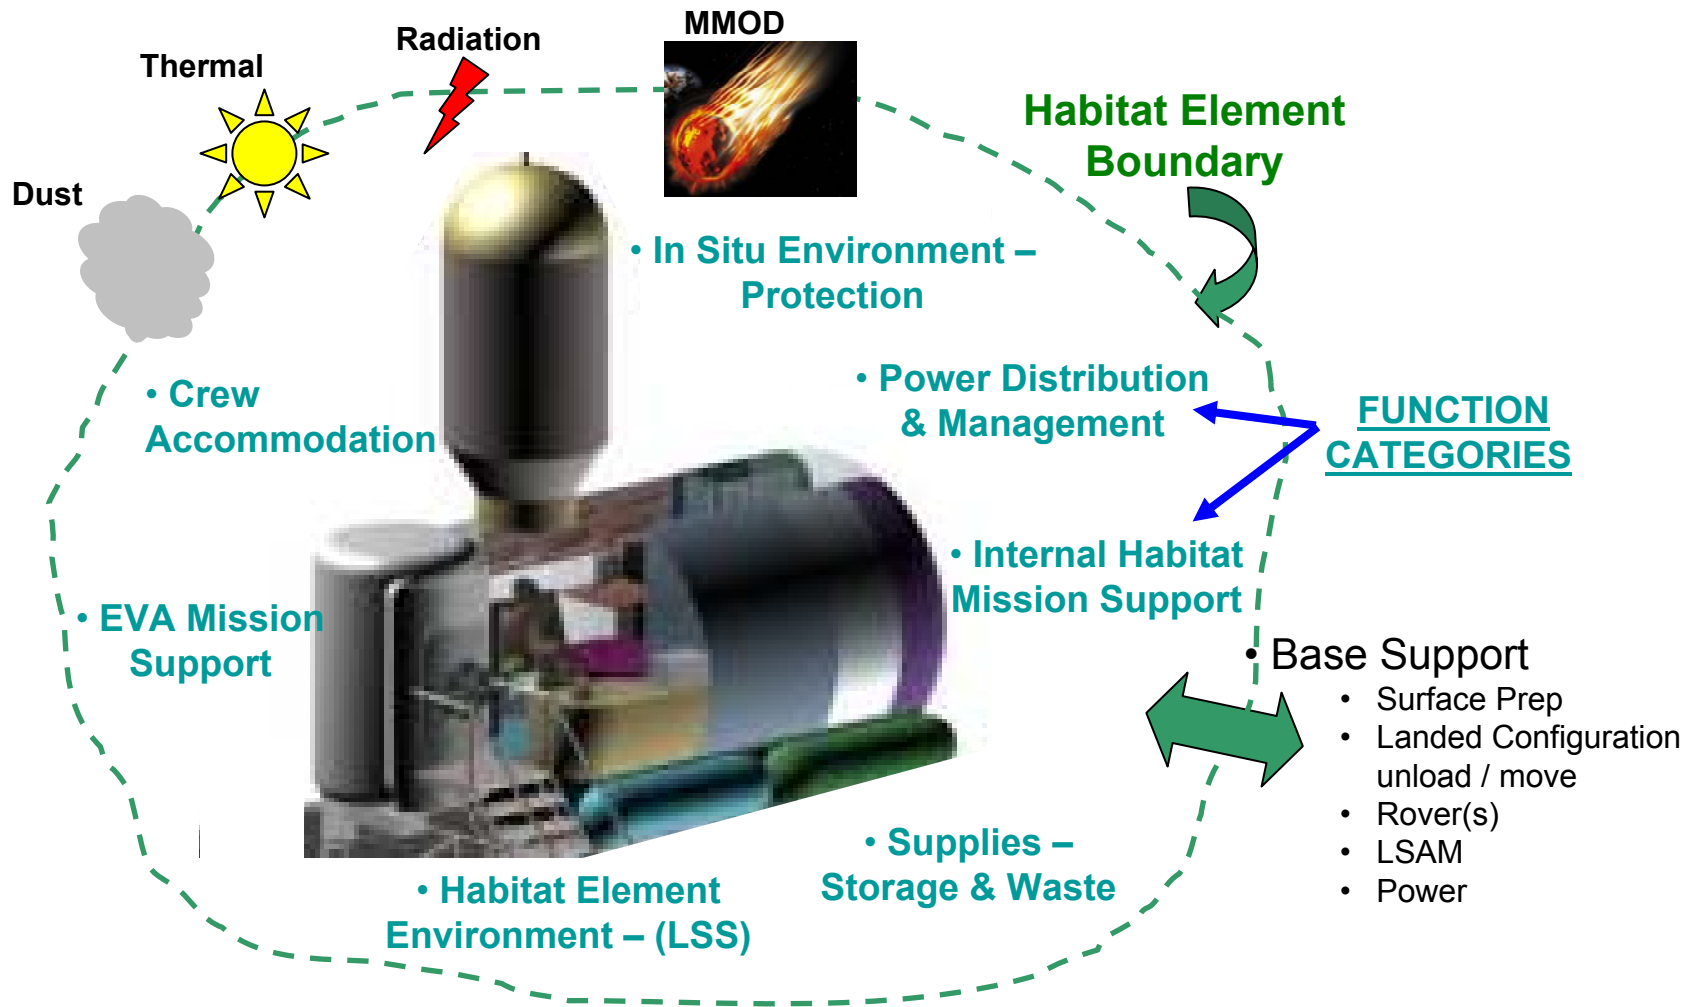 MMOD
Radiation
Thermal
Dust
Habitat Element
Boundary
• In Situ Environment –
Protection
• Power Distribution
& Management
FUNCTION
CATEGORIES
• Crew
Accommodation
• Internal Habitat
Mission Support
• EVA Mission
Support
• Base Support
• Surface Prep
• Landed Configuration
unload / move
• Rover(s)
• LSAM
• Power
• Supplies –
Storage & Waste
• Habitat Element
Environment – (LSS)